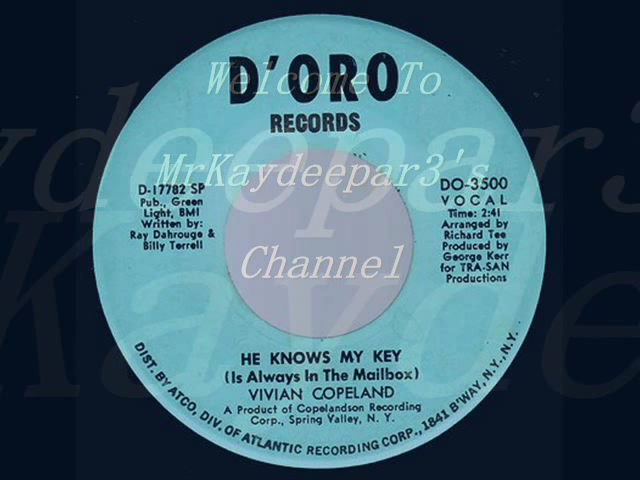 Welcome To
D'ORO
RECORDS
MrKaydeepar3's
Channel
D-17782 SP
Pub., Green
Light, BMI
Written by:
Ray Dahrouge &
Billy Terrell
DO-3500
VOCAL
Time: 2:41
Arranged by
Richard Tee
Produced by
George Kerr
for TRA-SAN
Productions
HE KNOWS MY KEY
(Is Always In The Mailbox)
VIVIAN COPELAND
A Product of Copelandson Recording
Corp., Spring Valley, N. Y.
DIST. BY ATCO, DIV. OF ATLANTIC RECORDING CORP., 1841 B'WAY, N.Y., N.Y.